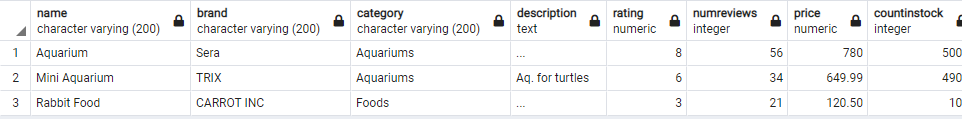 name brand category description rating numreviews price countinstock
character varying (200) character varying (200) character varying (200) text numeric integer numeric integer
1 Aquarium Sera Aquariums ... 8 56 780 500
2 Mini Aquarium TRIX Aquariums Aq. for turtles 6 34 649.99 490
3 Rabbit Food CARROT INC Foods ... 3 21 120.50 10